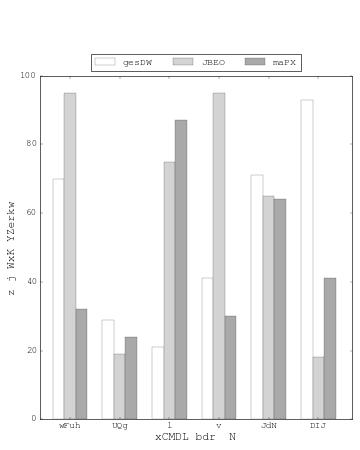 gesDW JBEO maPX
100
80
60
40
20
0
z j WxK YZerkw
wFuh UQg l v JdN DIJ
xCMDL bdr N